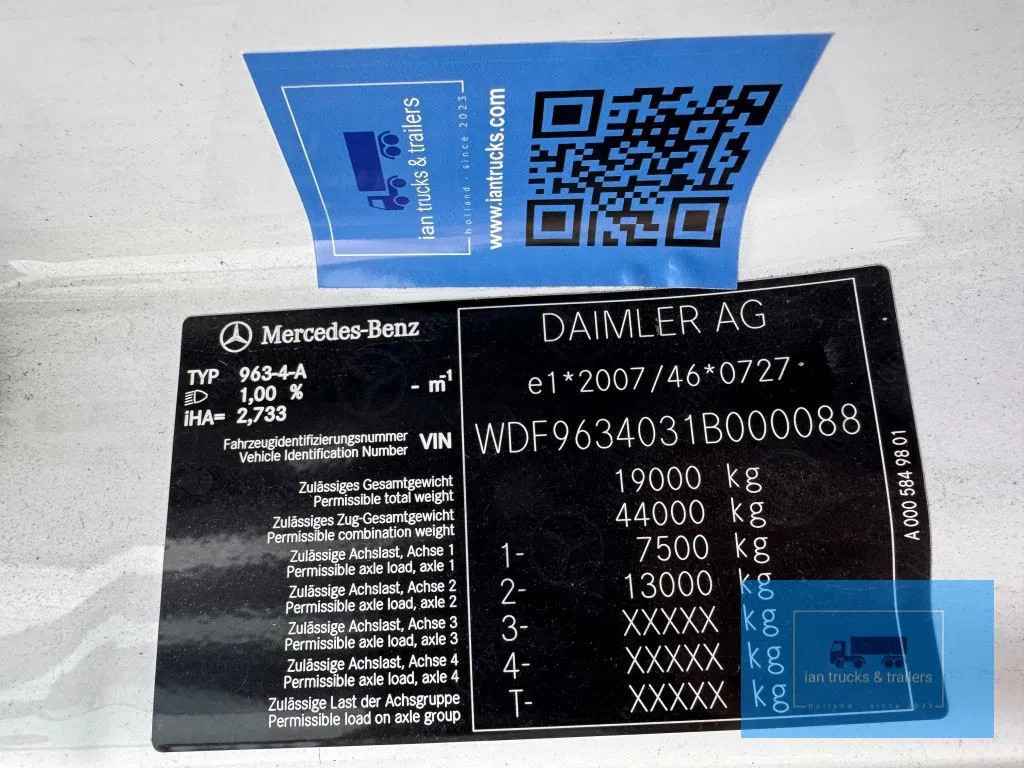 ian trucks & trailers
holland · since 2023
www.iantrucks.com
Mercedes-Benz
TYP 963-4-A
1,00 % - m-1
iHA= 2,733
Fahrzeugidentifizierungsnummer
Vehicle Identification Number VIN
DAIMLER AG
e1*2007/46*0727*
WDF9634031B000088
Zulässiges Gesamtgewicht
Permissible total weight 19000 kg
Zulässiges Zug-Gesamtgewicht
Permissible combination weight 44000 kg
Zulässige Achslast, Achse 1
Permissible axle load, axle 1 1- 7500 kg
Zulässige Achslast, Achse 2
Permissible axle load, axle 2 2- 13000 kg
Zulässige Achslast, Achse 3
Permissible axle load, axle 3 3- XXXXX kg
Zulässige Achslast, Achse 4
Permissible axle load, axle 4 4- XXXXX kg
Zulässige Last der Achsgruppe
Permissible load on axle group T- XXXXX kg
A 000 584 98 01
ian trucks & trailers
holland · since 2023